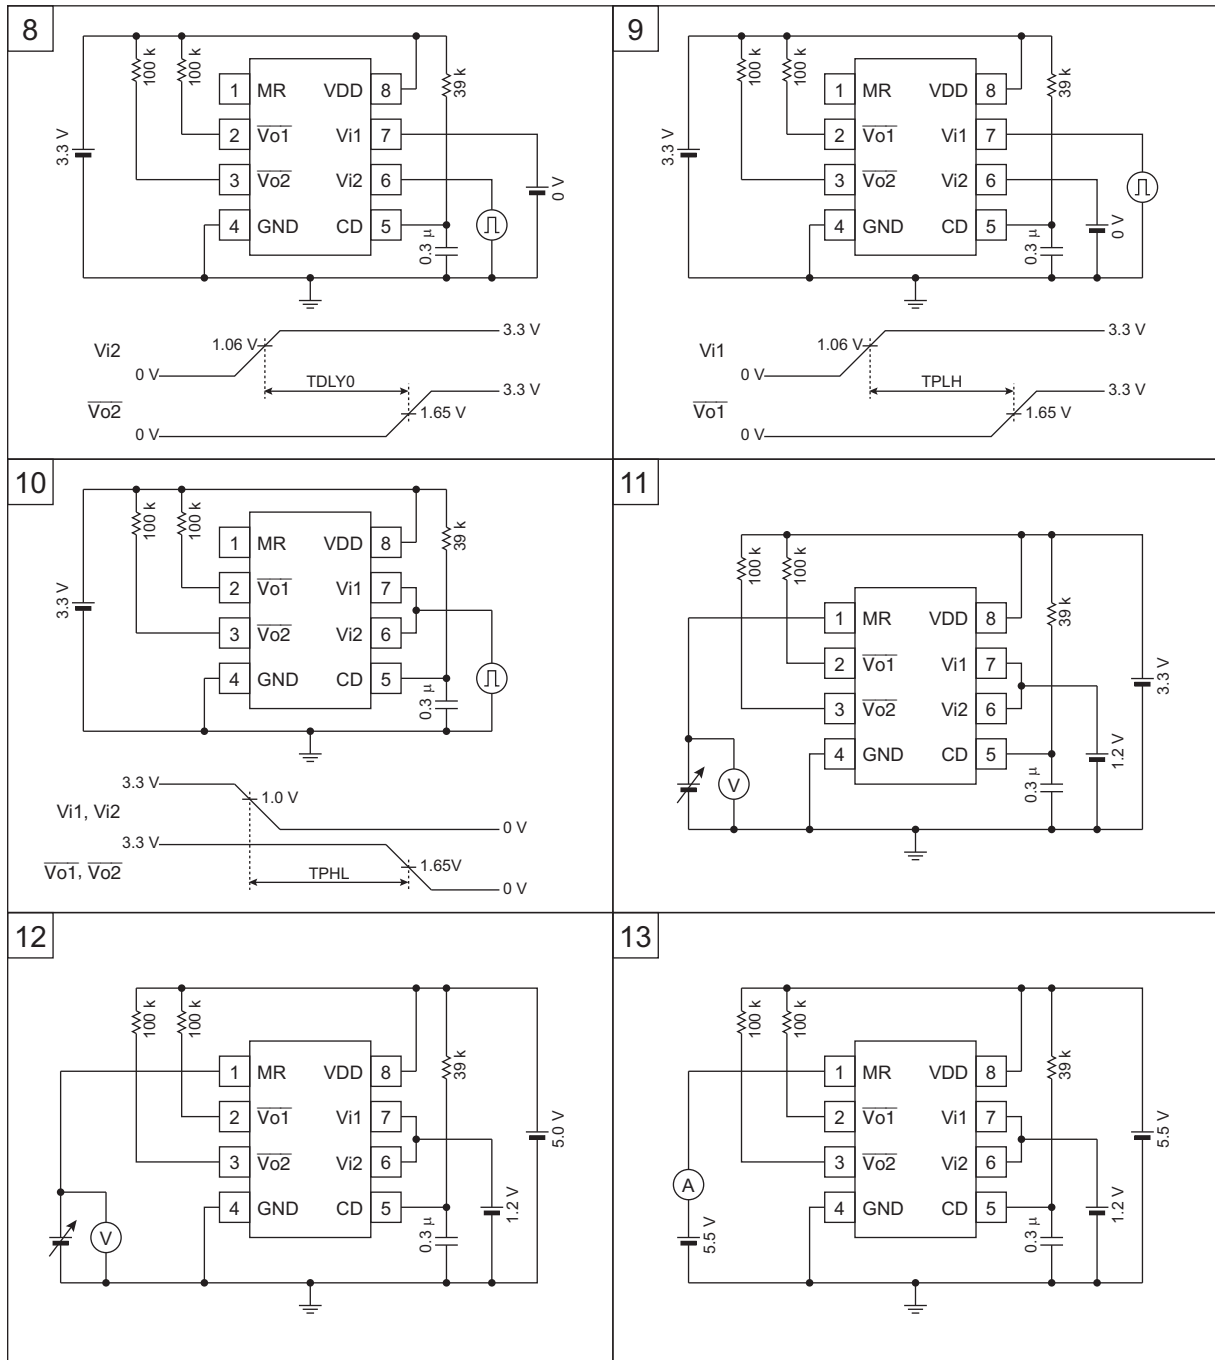 8
3.3 V
100 k
100 k
39 k
1 MR VDD 8
2 Vo1 Vi1 7
3 Vo2 Vi2 6
4 GND CD 5
0.3 µ
0 V
Vi2
0 V
1.06 V
3.3 V
TDLY0
Vo2
0 V
1.65 V
3.3 V
9
3.3 V
100 k
100 k
39 k
1 MR VDD 8
2 Vo1 Vi1 7
3 Vo2 Vi2 6
4 GND CD 5
0.3 µ
0 V
Vi1
0 V
1.06 V
3.3 V
TPLH
Vo1
0 V
1.65 V
3.3 V
10
3.3 V
100 k
100 k
39 k
1 MR VDD 8
2 Vo1 Vi1 7
3 Vo2 Vi2 6
4 GND CD 5
0.3 µ
3.3 V
Vi1, Vi2
1.0 V
0 V
3.3 V
Vo1, Vo2
TPHL
1.65V
0 V
11
100 k
100 k
39 k
1 MR VDD 8
2 Vo1 Vi1 7
3 Vo2 Vi2 6
4 GND CD 5
V
0.3 µ
1.2 V
3.3 V
12
100 k
100 k
39 k
1 MR VDD 8
2 Vo1 Vi1 7
3 Vo2 Vi2 6
4 GND CD 5
V
0.3 µ
1.2 V
5.0 V
13
100 k
100 k
39 k
1 MR VDD 8
2 Vo1 Vi1 7
3 Vo2 Vi2 6
4 GND CD 5
A
5.5 V
0.3 µ
1.2 V
5.5 V